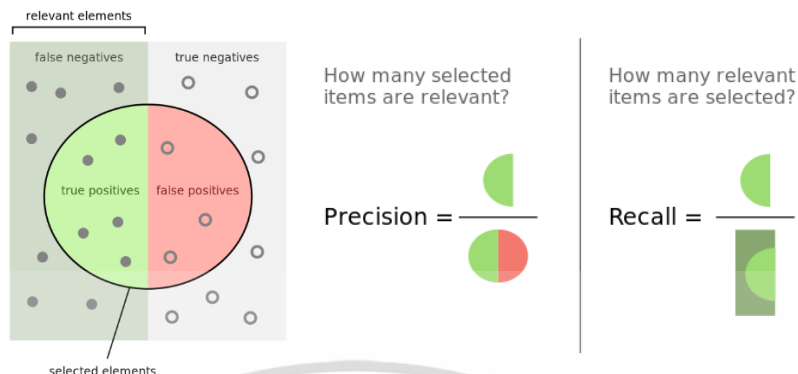 relevant elements
false negatives
true negatives
true positives
false positives
selected elements
How many selected
items are relevant?
Precision =
How many relevant
items are selected?
Recall =